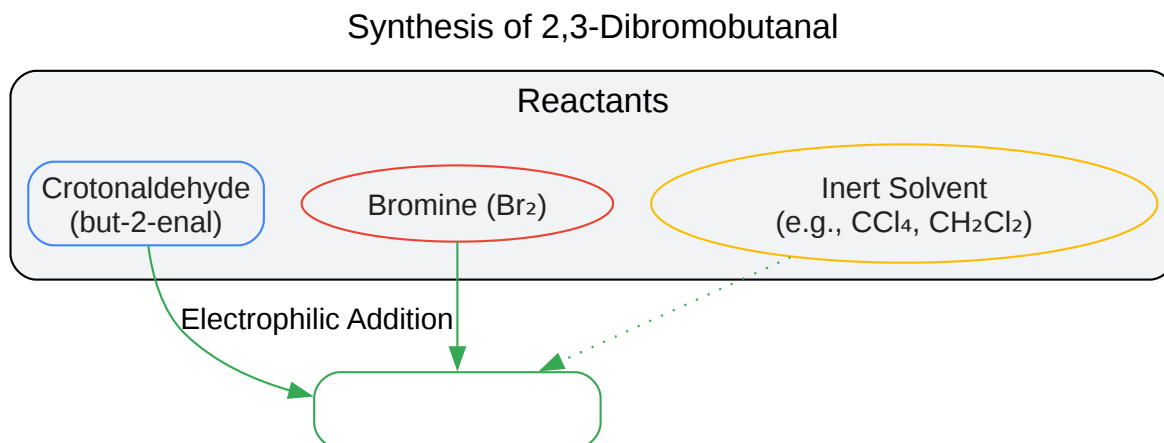 Synthesis of 2,3-Dibromobutanal
Reactants
Crotonaldehyde
(but-2-enal)
Bromine (Br₂)
Inert Solvent
(e.g., CCl₄, CH₂Cl₂)
Electrophilic Addition